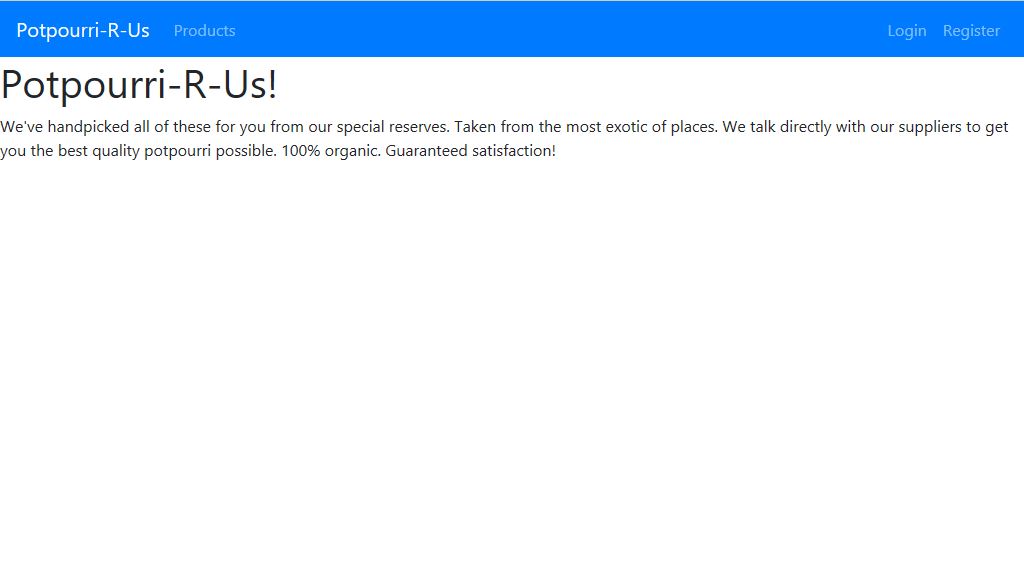 Potpourri-R-Us Products Login Register
Potpourri-R-Us!
We've handpicked all of these for you from our special reserves. Taken from the most exotic of places. We talk directly with our suppliers to get
you the best quality potpourri possible. 100% organic. Guaranteed satisfaction!